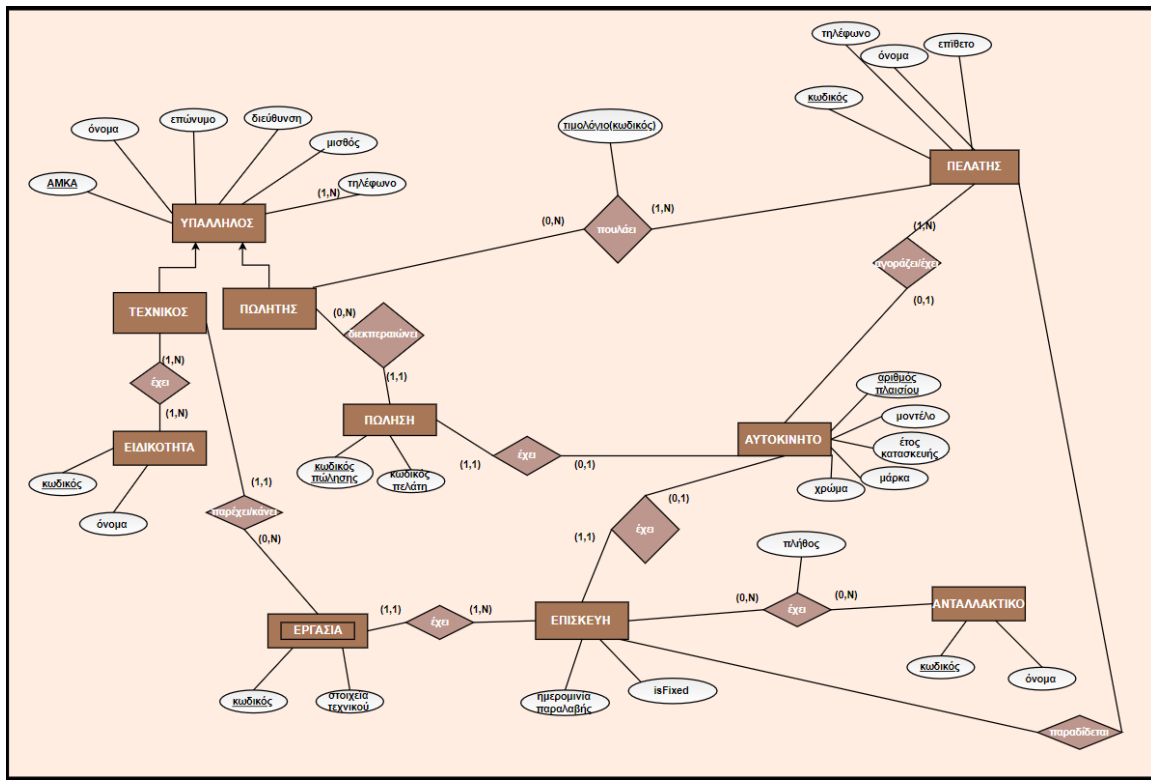 τηλέφωνο
όνομα
επίθετο
κωδικός
ΠΕΛΑΤΗΣ
τιμολόγιο(κωδικός)
όνομα
επώνυμο
διεύθυνση
μισθός
ΑΜΚΑ
τηλέφωνο
(1,N)
ΥΠΑΛΛΗΛΟΣ
(0,N)
πουλάει
(1,N)
(1,N)
αγοράζει/έχει
(0,1)
ΤΕΧΝΙΚΟΣ
ΠΩΛΗΤΗΣ
(0,N)
διεκπεραιώνει
(1,1)
(1,N)
έχει
(1,N)
ΕΙΔΙΚΟΤΗΤΑ
κωδικός
όνομα
ΠΩΛΗΣΗ
κωδικός
πώλησης
κωδικός
πελάτη
(1,1)
έχει
(0,1)
ΑΥΤΟΚΙΝΗΤΟ
αριθμός
πλαισίου
μοντέλο
έτος
κατασκευής
μάρκα
χρώμα
(1,1)
παρέχει/κάνει
(0,N)
(0,1)
έχει
(1,1)
πλήθος
ΕΡΓΑΣΙΑ
(1,1)
έχει
(1,N)
ΕΠΙΣΚΕΥΗ
(0,N)
έχει
(0,N)
ΑΝΤΑΛΛΑΚΤΙΚΟ
κωδικός
στοιχεία
τεχνικού
ημερομινία
παραλαβής
isFixed
κωδικός
όνομα
παραδίδεται